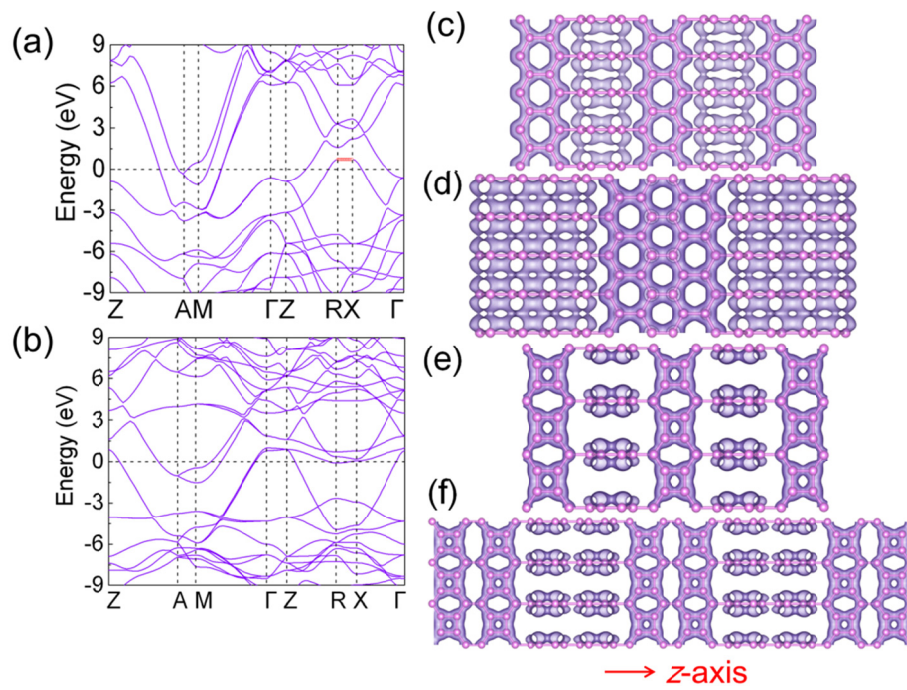 (a)
9
6
3
0
-3
-6
-9
Energy (eV)
Z A M Γ Z R X Γ
(b)
9
6
3
0
-3
-6
-9
Energy (eV)
Z A M Γ Z R X Γ
(c)
(d)
(e)
(f)
z-axis